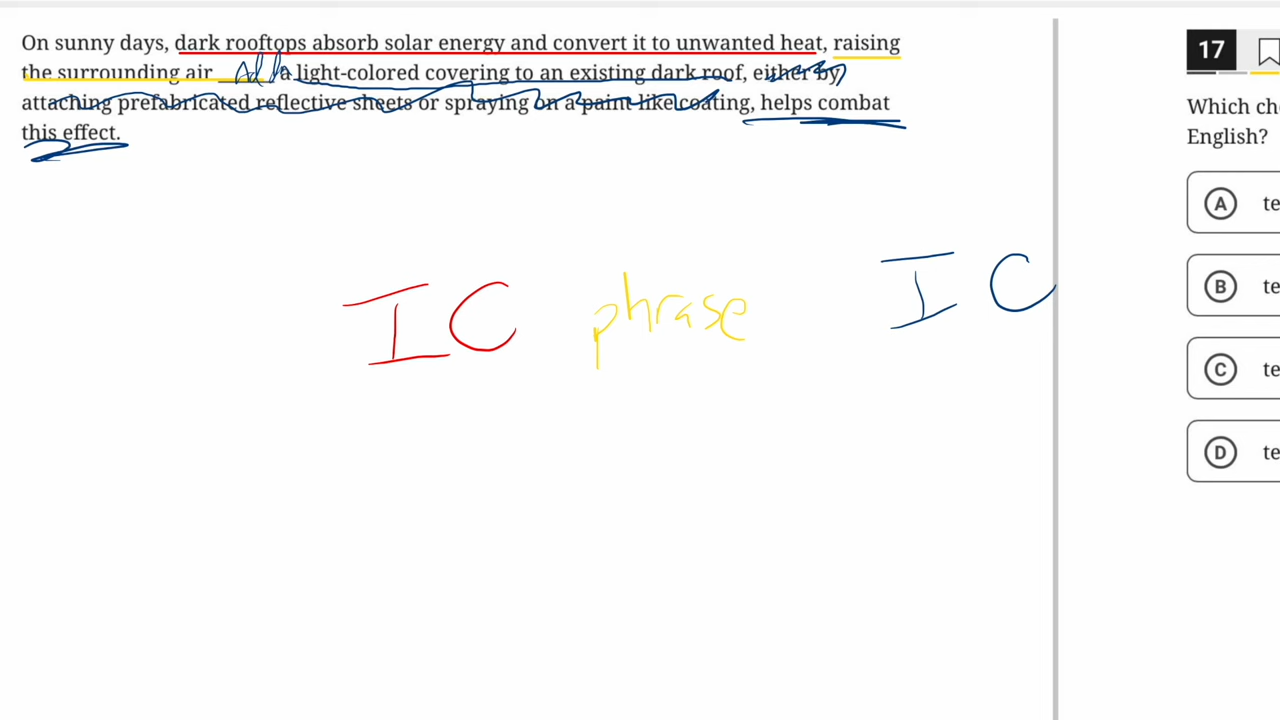 On sunny days, dark rooftops absorb solar energy and convert it to unwanted heat, raising
the surrounding air a light-colored covering to an existing dark roof, either by
attaching prefabricated reflective sheets or spraying on a paint-like coating, helps combat
this effect.
IC phrase IC
17
Which ch
English?
A te
B te
C te
D te